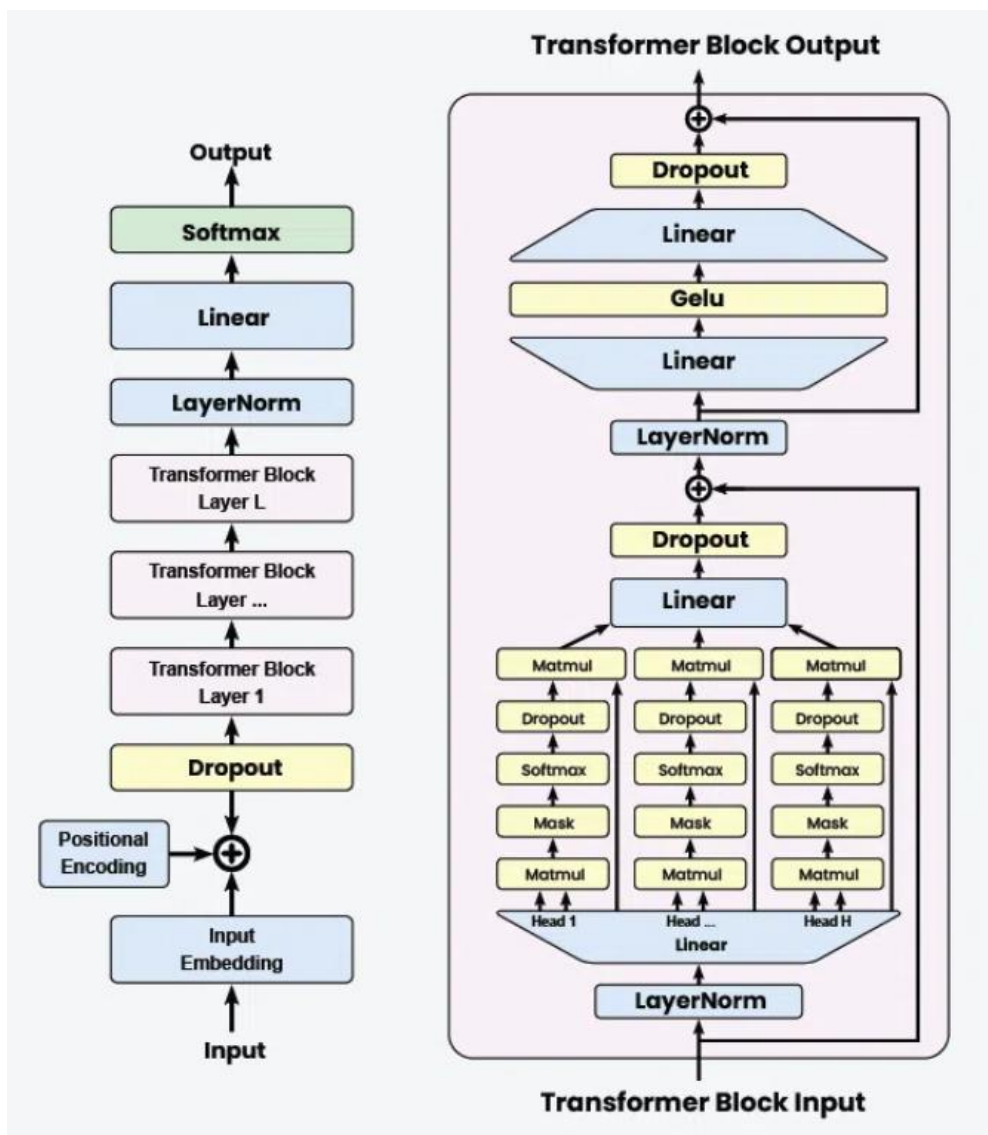 Output
Softmax
Linear
LayerNorm
Transformer Block
Layer L
Transformer Block
Layer ...
Transformer Block
Layer 1
Dropout
Positional
Encoding
Input
Embedding
Input
Transformer Block Output
Dropout
Linear
Gelu
Linear
LayerNorm
Dropout
Linear
Matmul Matmul Matmul
Dropout Dropout Dropout
Softmax Softmax Softmax
Mask Mask Mask
Matmul Matmul Matmul
Head 1 Head ... Head H
Linear
LayerNorm
Transformer Block Input